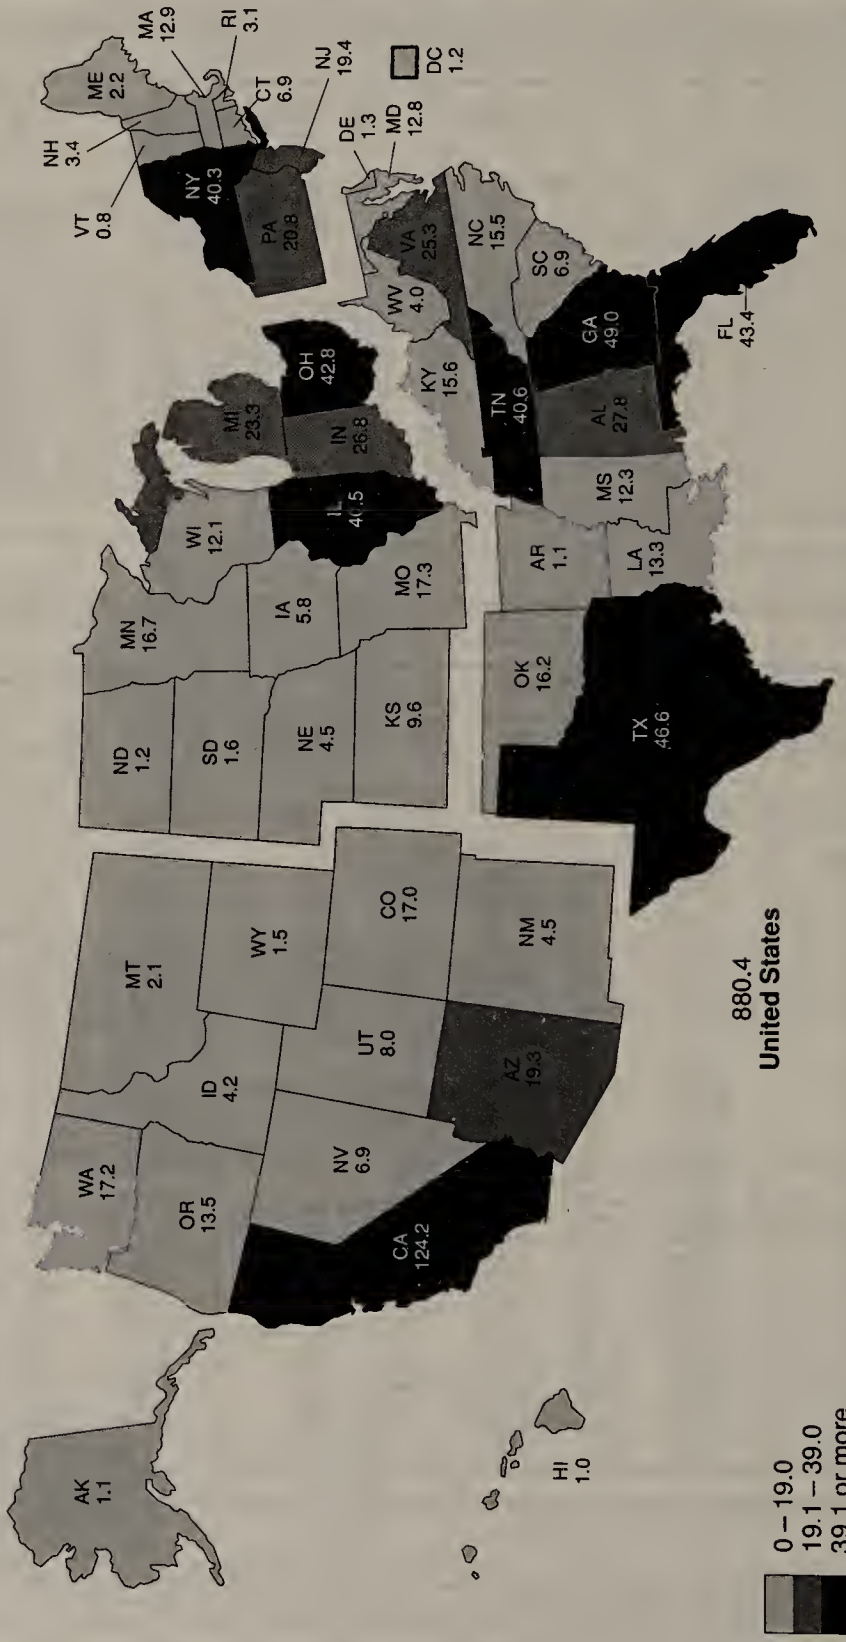 AK
1.1
HI
1.0
WA
17.2
OR
13.5
CA
124.2
NV
6.9
ID
4.2
MT
2.1
WY
1.5
UT
8.0
CO
17.0
AZ
19.3
NM
4.5
ND
1.2
SD
1.6
NE
4.5
KS
9.6
MN
16.7
IA
5.8
MO
17.3
WI
12.1
IL
40.5
MI
23.3
IN
26.8
OH
42.8
OK
16.2
TX
46.6
AR
1.1
LA
13.3
KY
15.6
TN
40.6
MS
12.3
AL
27.8
GA
49.0
FL
43.4
SC
6.9
NC
15.5
VA
25.3
WV
4.0
DE
1.3
MD
12.8
DC
1.2
PA
20.8
NJ
19.4
NY
40.3
CT
6.9
RI
3.1
MA
12.9
VT
0.8
NH
3.4
ME
2.2
880.4
United States
0 – 19.0
19.1 – 39.0
39.1 or more